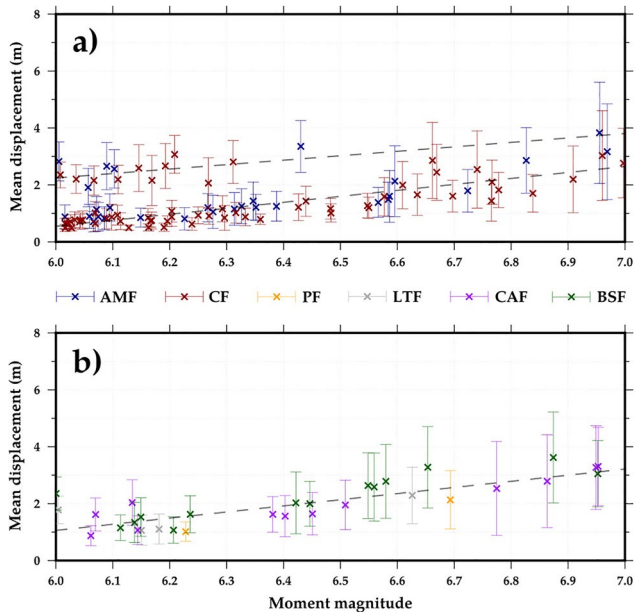 a)
Mean displacement (m)
8
6
4
2
0
6.0 6.1 6.2 6.3 6.4 6.5 6.6 6.7 6.8 6.9 7.0
AMF CF PF LTF CAF BSF
b)
Mean displacement (m)
8
6
4
2
0
6.0 6.1 6.2 6.3 6.4 6.5 6.6 6.7 6.8 6.9 7.0
Moment magnitude